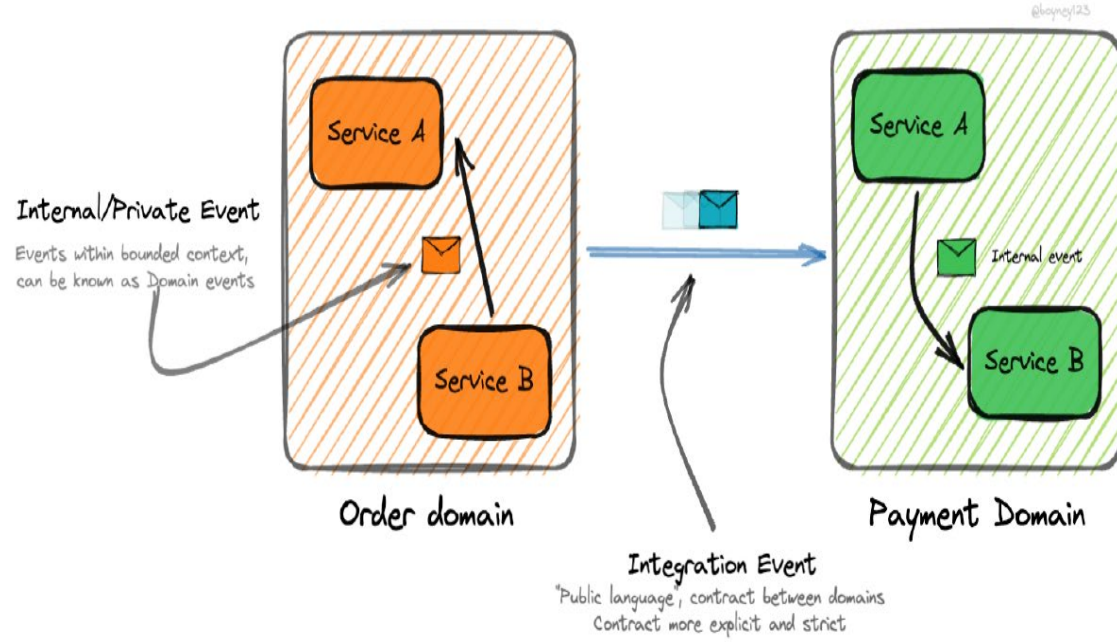 @boyney123
Service A
Service A
Internal/Private Event
Events within bounded context,
can be known as Domain events
Internal event
Service B
Service B
Order domain
Payment Domain
Integration Event
"Public language", contract between domains
Contract more explicit and strict